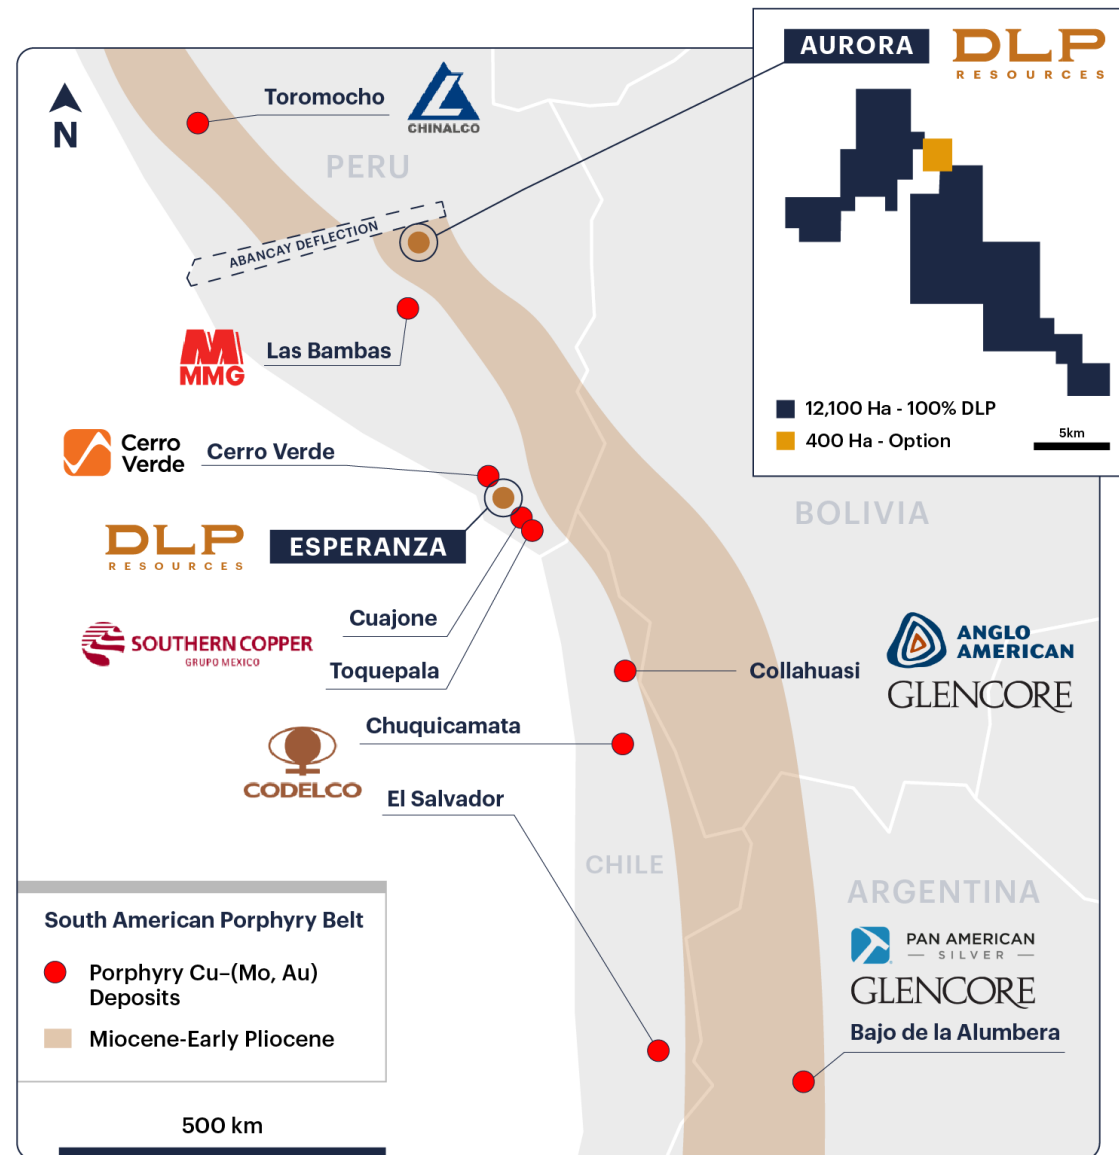 AURORA
DLP
RESOURCES
12,100 Ha - 100% DLP
400 Ha - Option
5km
N
Toromocho
CHINALCO
PERU
ABANCAY DEFLECTION
MMG
Las Bambas
Cerro
Verde
Cerro Verde
BOLIVIA
DLP
RESOURCES
ESPERANZA
Cuajone
SOUTHERN COPPER
GRUPO MEXICO
Toquepala
Collahuasi
ANGLO
AMERICAN
GLENCORE
Chuquicamata
CODELCO
El Salvador
CHILE
ARGENTINA
PAN AMERICAN
SILVER
GLENCORE
Bajo de la Alumbera
South American Porphyry Belt
Porphyry Cu–(Mo, Au)
Deposits
Miocene-Early Pliocene
500 km